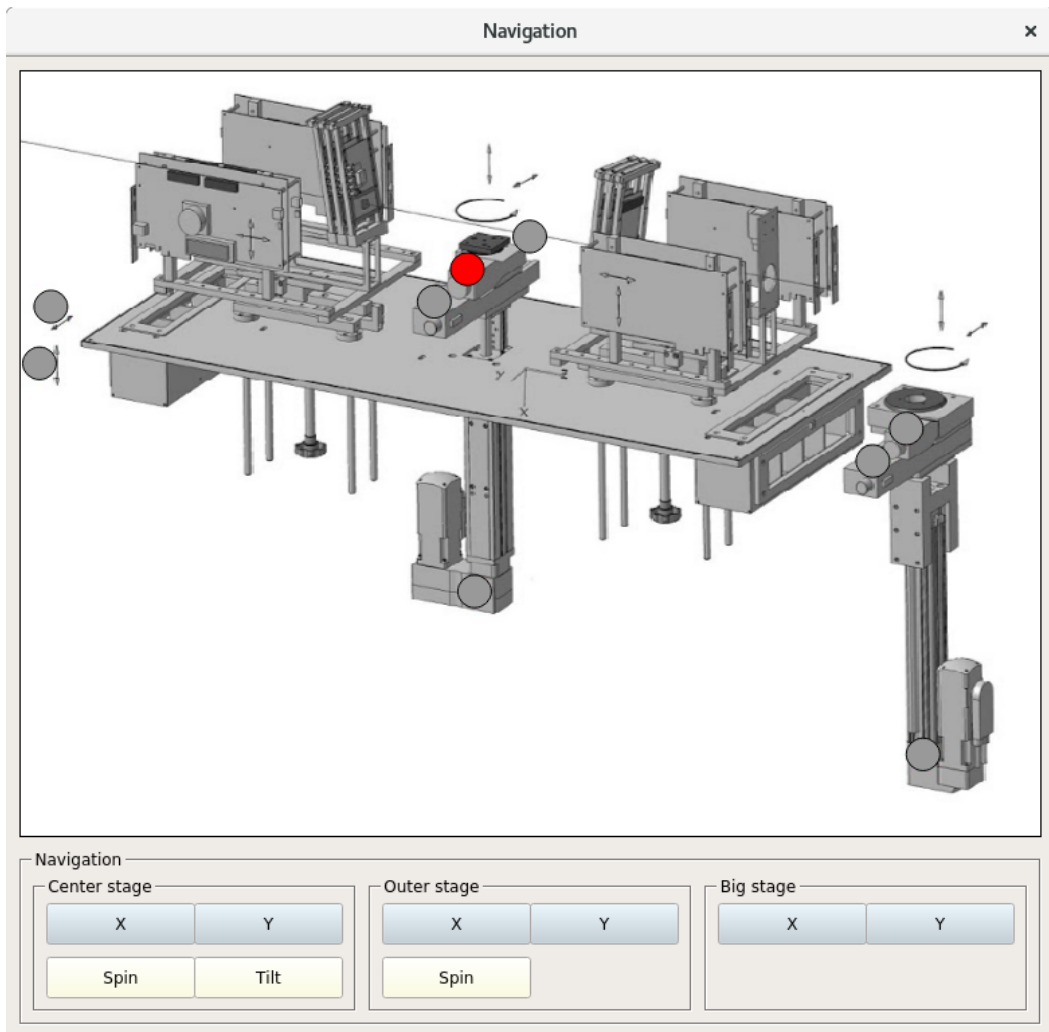 Navigation
×
y
z
x
Navigation
Center stage
X Y
Spin Tilt
Outer stage
X Y
Spin
Big stage
X Y